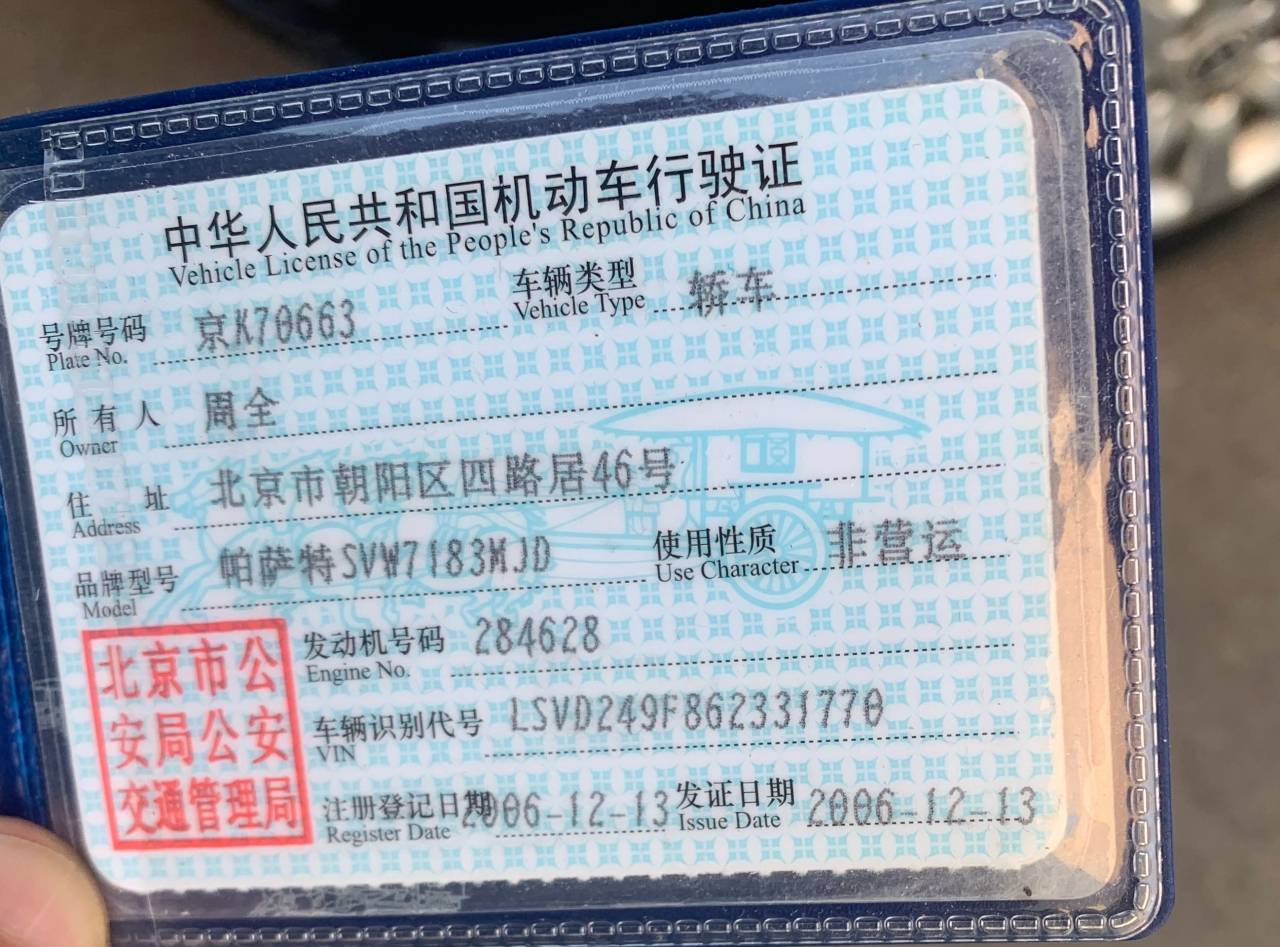 中华人民共和国机动车行驶证
Vehicle License of the People's Republic of China
号牌号码 京K70663 车辆类型 轿车
Plate No. Vehicle Type
所有人 周全
Owner
住址 北京市朝阳区四路居46号
Address
品牌型号 帕萨特SVW7183MJD 使用性质 非营运
Model Use Character
北京市公
安局公安
交通管理局
发动机号码 284628
Engine No.
车辆识别代号 LSVD249F862331770
VIN
注册登记日期 2006-12-13 发证日期 2006-12-13
Register Date Issue Date